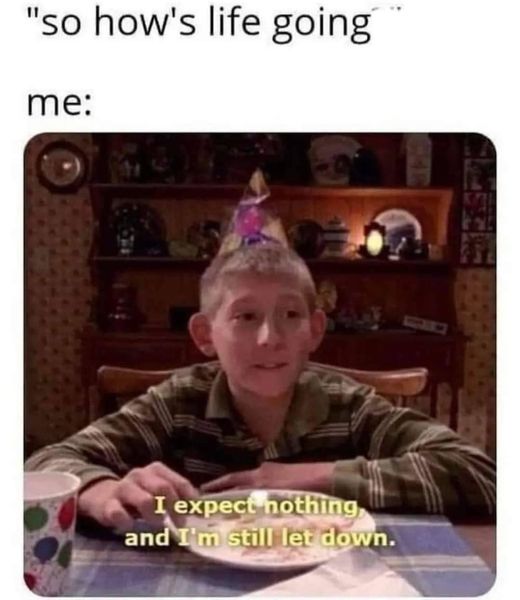 "so how's life going"
me:
I expect nothing,
and I'm still let down.